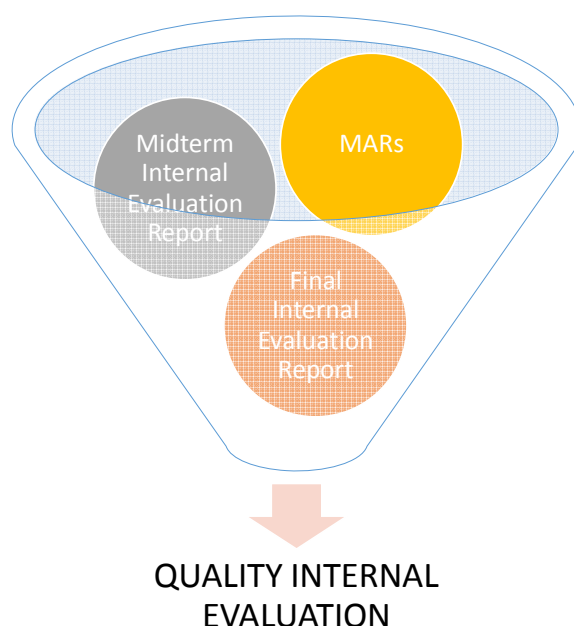 Midterm
Internal
Evaluation
Report
MARs
Final
Internal
Evaluation
Report
QUALITY INTERNAL
EVALUATION